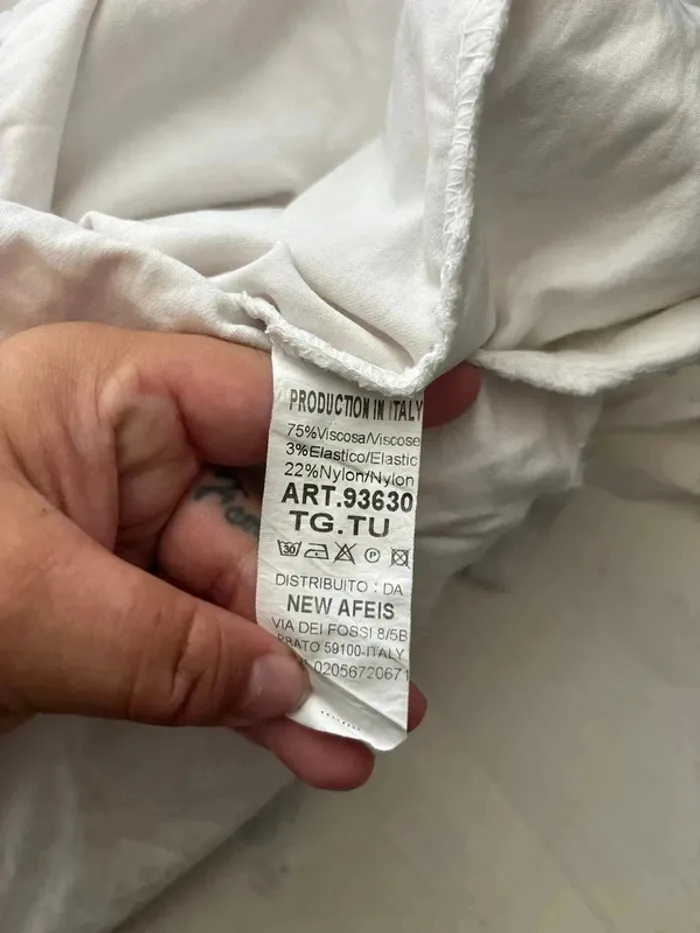 PRODUCTION IN ITALY
75%Viscosa/Viscose
3%Elastico/Elastic
22%Nylon/Nylon
ART.93630
TG.TU
30 P
DISTRIBUITO : DA
NEW AFEIS
VIA DEI FOSSI 8/5B
PRATO 59100-ITALY
02056720671